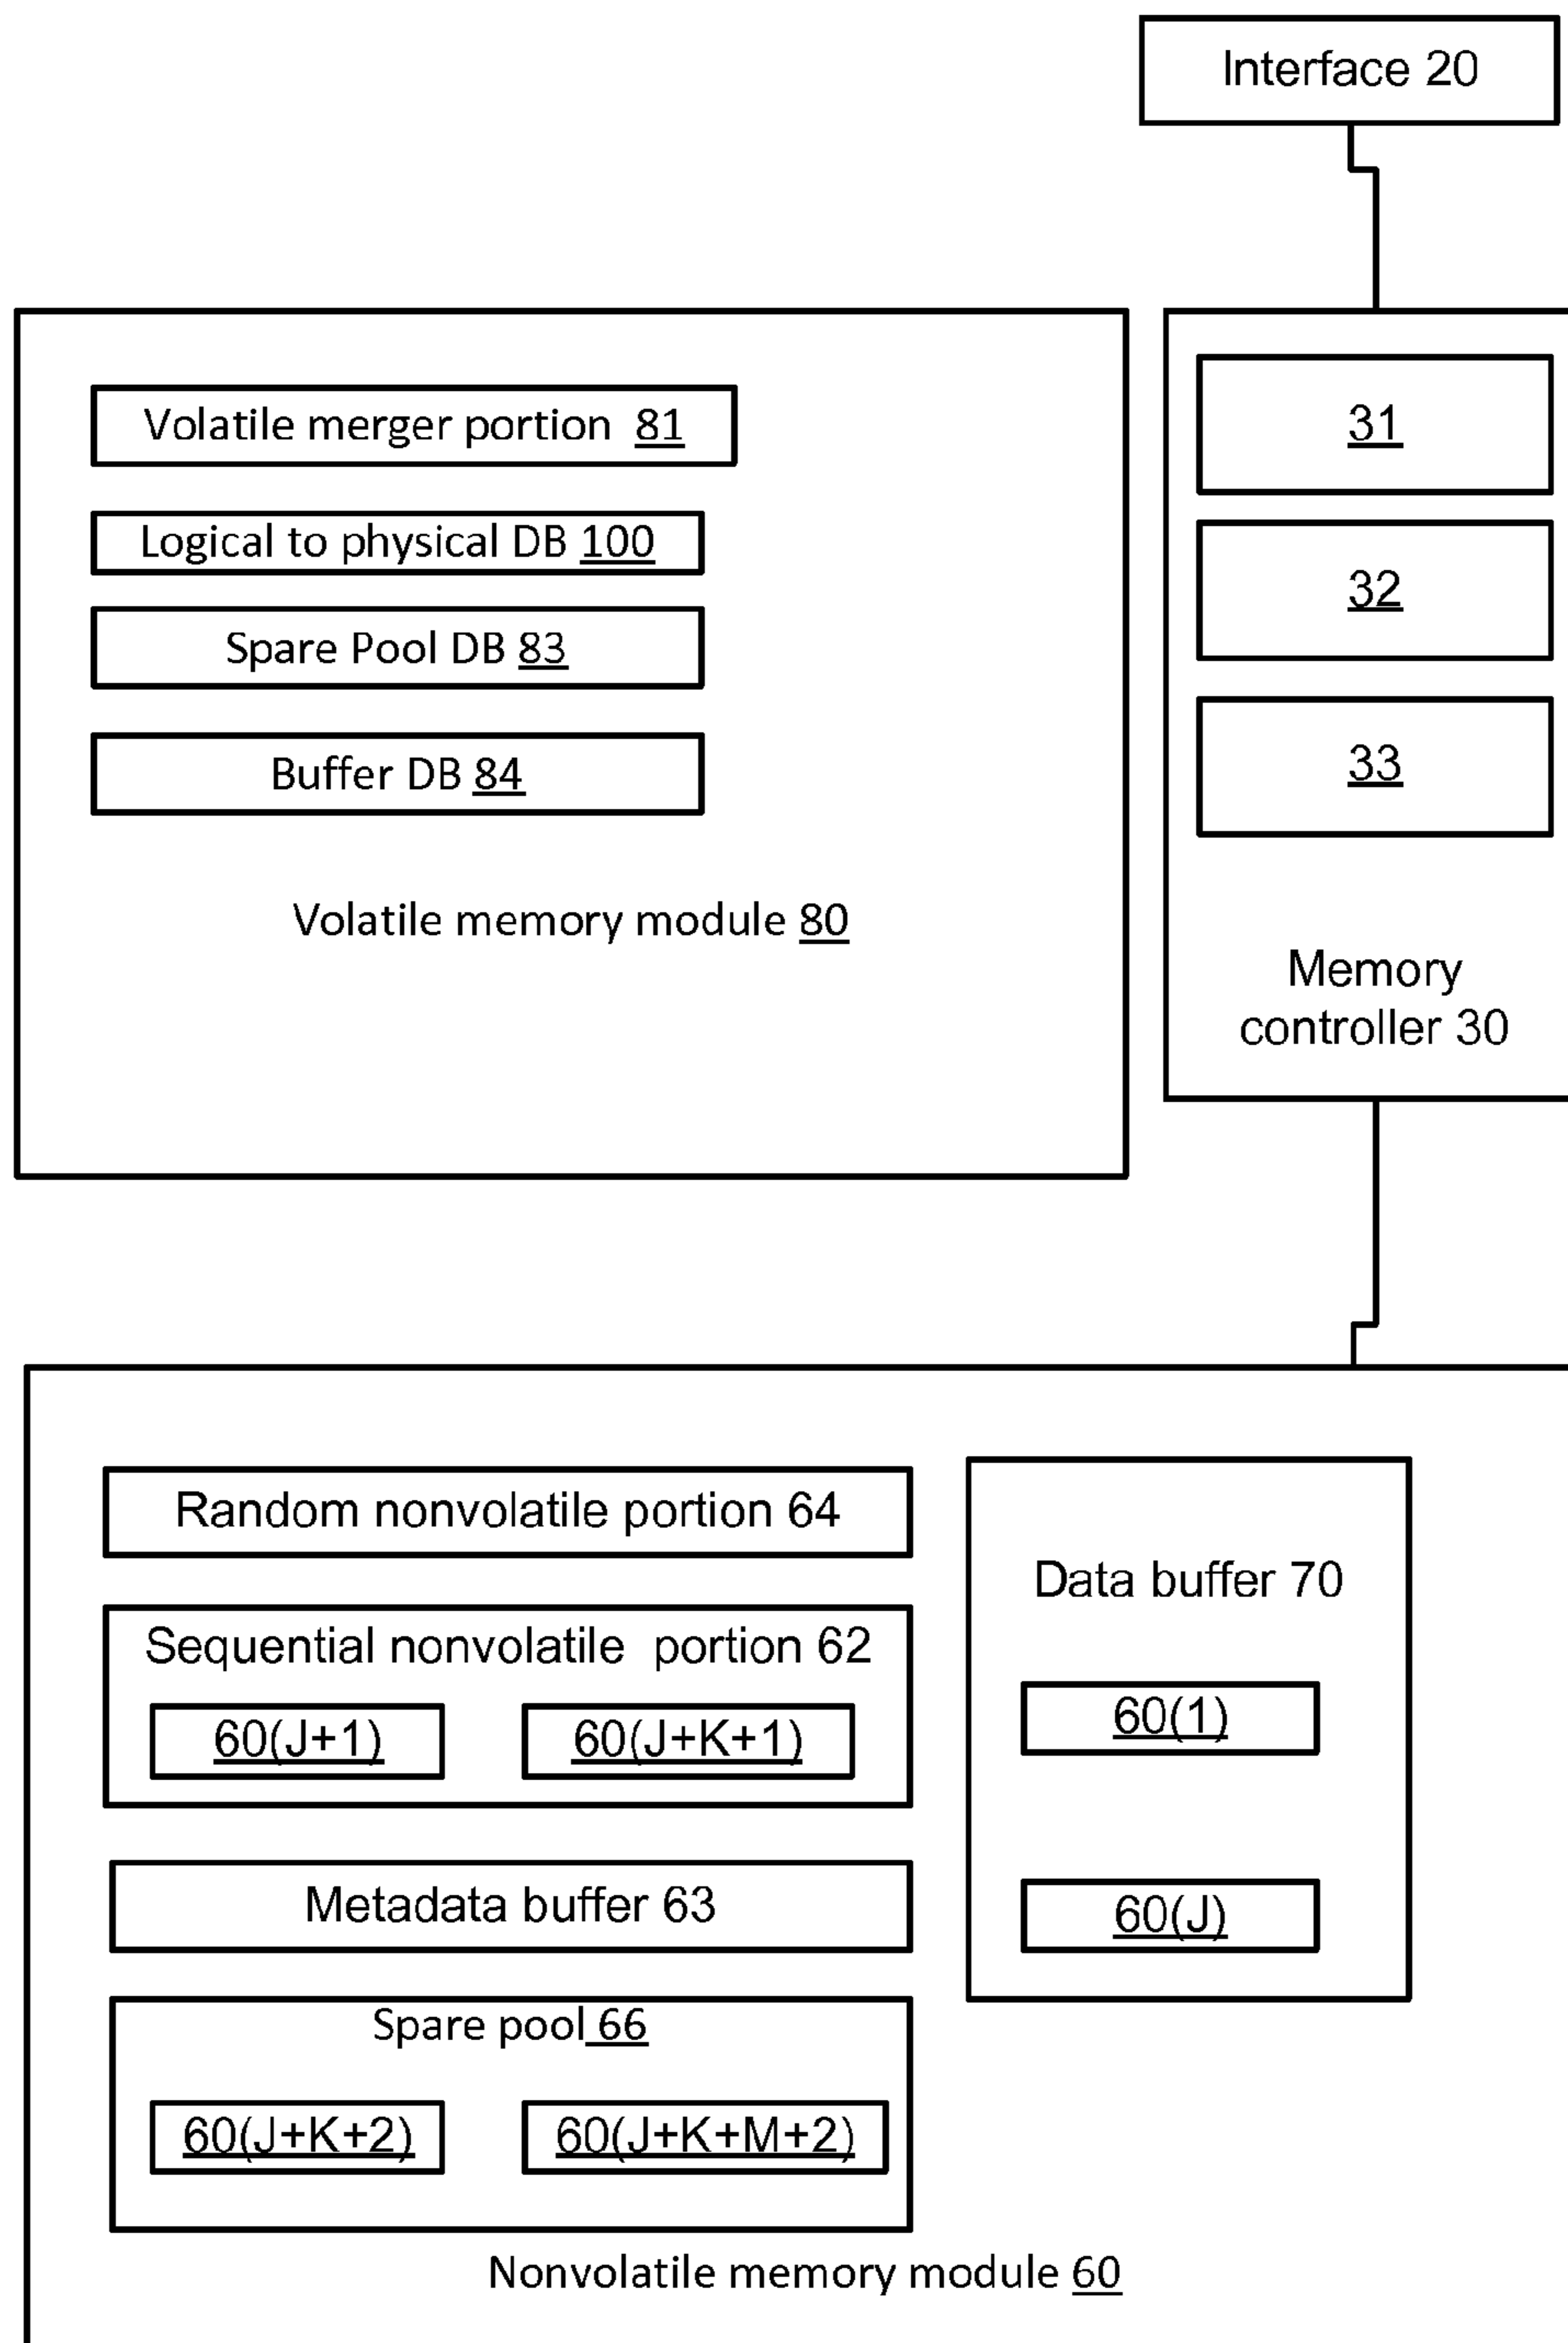 Interface 20
Volatile merger portion 81
Logical to physical DB 100
Spare Pool DB 83
Buffer DB 84
Volatile memory module 80
31
32
33
Memory
controller 30
Random nonvolatile portion 64
Sequential nonvolatile portion 62
60(J+1)
60(J+K+1)
Metadata buffer 63
Spare pool 66
60(J+K+2)
60(J+K+M+2)
Data buffer 70
60(1)
60(J)
Nonvolatile memory module 60